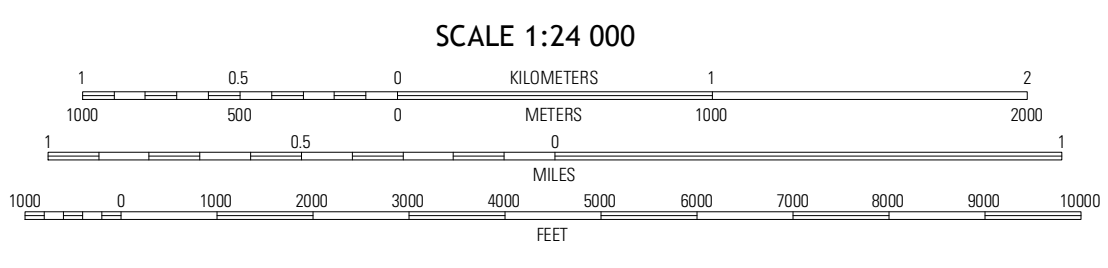 SCALE 1:24 000
1 0.5 0 KILOMETERS 1 2
1000 500 0 METERS 1000 2000
1 0.5 0 1
MILES
1000 0 1000 2000 3000 4000 5000 6000 7000 8000 9000 10000
FEET